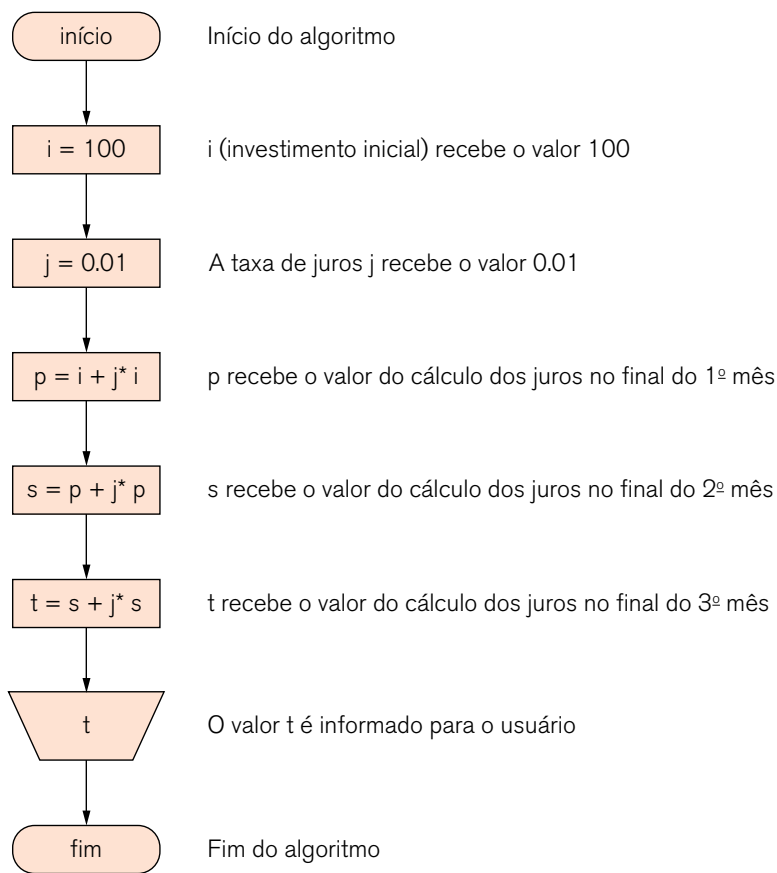 início Início do algoritmo
i = 100 i (investimento inicial) recebe o valor 100
j = 0.01 A taxa de juros j recebe o valor 0.01
p = i + j* i p recebe o valor do cálculo dos juros no final do 1º mês
s = p + j* p s recebe o valor do cálculo dos juros no final do 2º mês
t = s + j* s t recebe o valor do cálculo dos juros no final do 3º mês
t O valor t é informado para o usuário
fim Fim do algoritmo